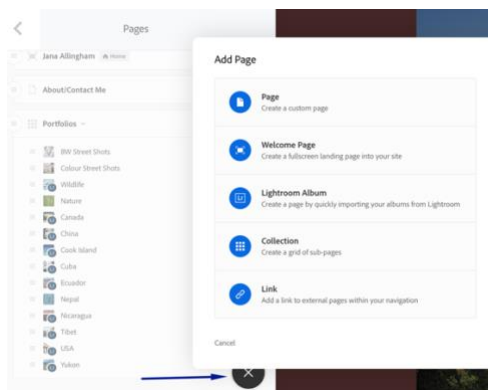 Pages
Jana Allingham Home
About/Contact Me
Portfolios
BW Street Shots
Colour Street Shots
Wildlife
Nature
Canada
China
Cook Island
Cuba
Ecuador
Nepal
Nicaragua
Tibet
USA
Yukon
Add Page
Page
Create a custom page
Welcome Page
Create a fullscreen landing page into your site
Lightroom Album
Create a page by quickly importing your albums from Lightroom
Collection
Create a grid of sub-pages
Link
Add a link to external pages within your navigation
Cancel